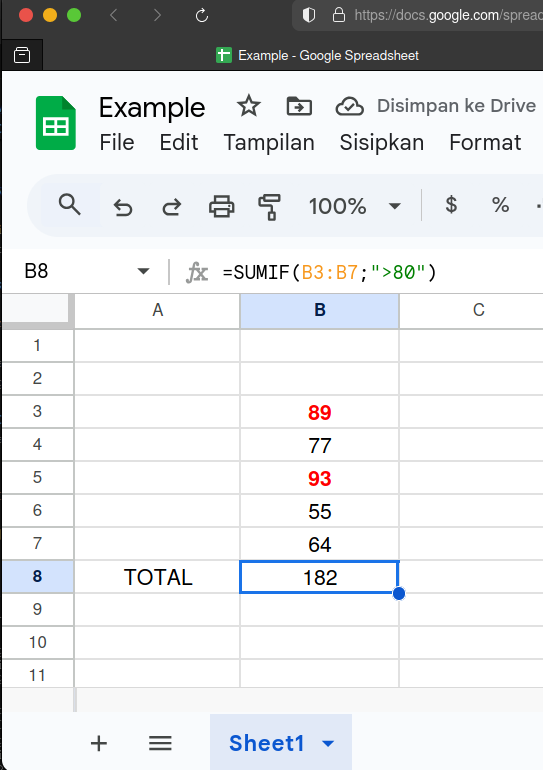 https://docs.google.com/spreac
Example - Google Spreadsheet
Example Disimpan ke Drive
File Edit Tampilan Sisipkan Format
100% $ %
B8 fx =SUMIF(B3:B7;">80")
A B C
1
2
3 89
4 77
5 93
6 55
7 64
8 TOTAL 182
9
10
11
Sheet1